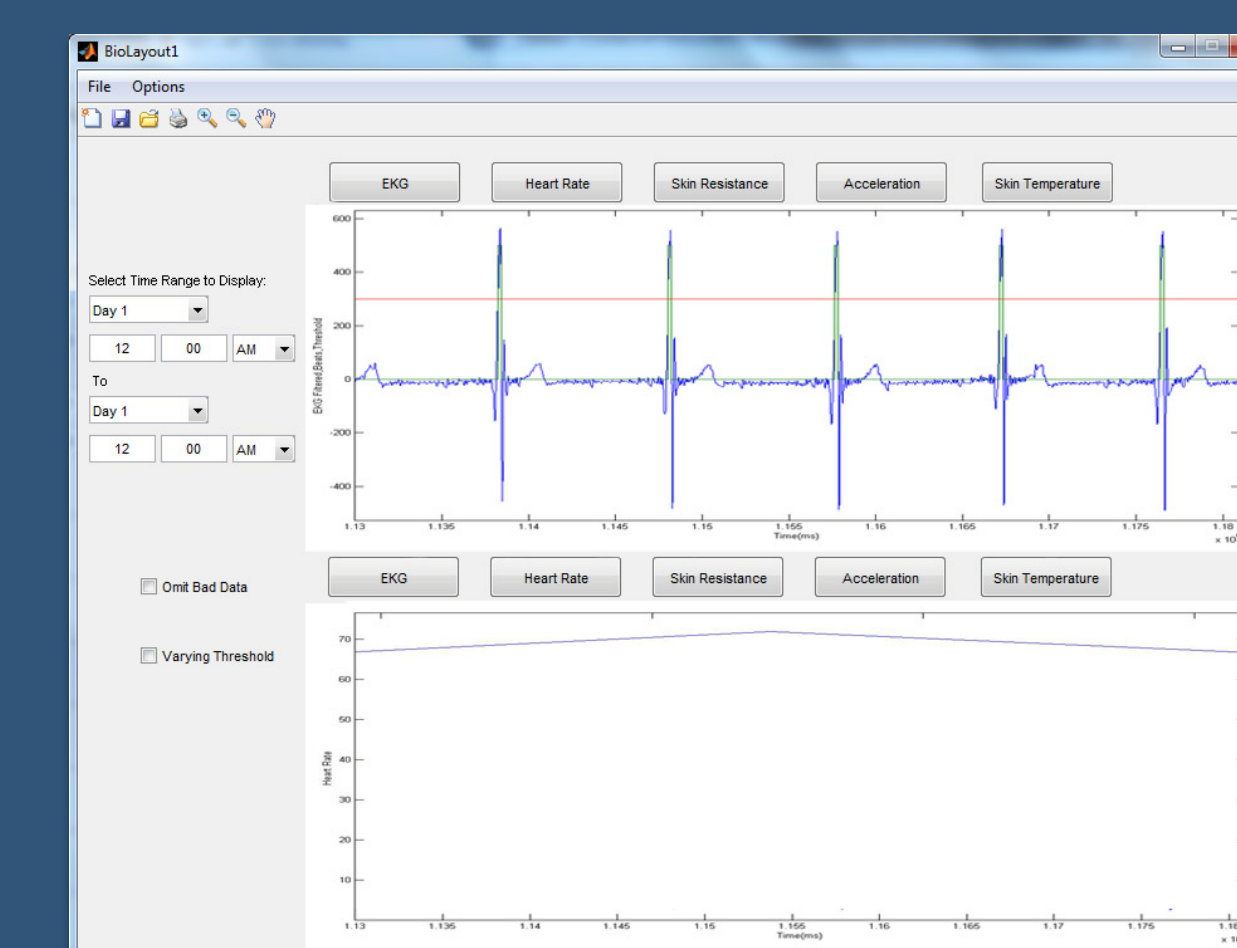 BioLayout1
File Options
EKG Heart Rate Skin Resistance Acceleration Skin Temperature
Select Time Range to Display:
Day 1
12 00 AM
To
Day 1
12 00 AM
Omit Bad Data
Varying Threshold
EKG Filtered,Beats,Threshold
600
400
200
0
-200
-400
1.13 1.135 1.14 1.145 1.15 1.155 1.16 1.165 1.17 1.175 1.18
Time(ms)
EKG Heart Rate Skin Resistance Acceleration Skin Temperature
Heart Rate
70
60
50
40
30
20
10
1.13 1.135 1.14 1.145 1.15 1.155 1.16 1.165 1.17 1.175
Time(ms)